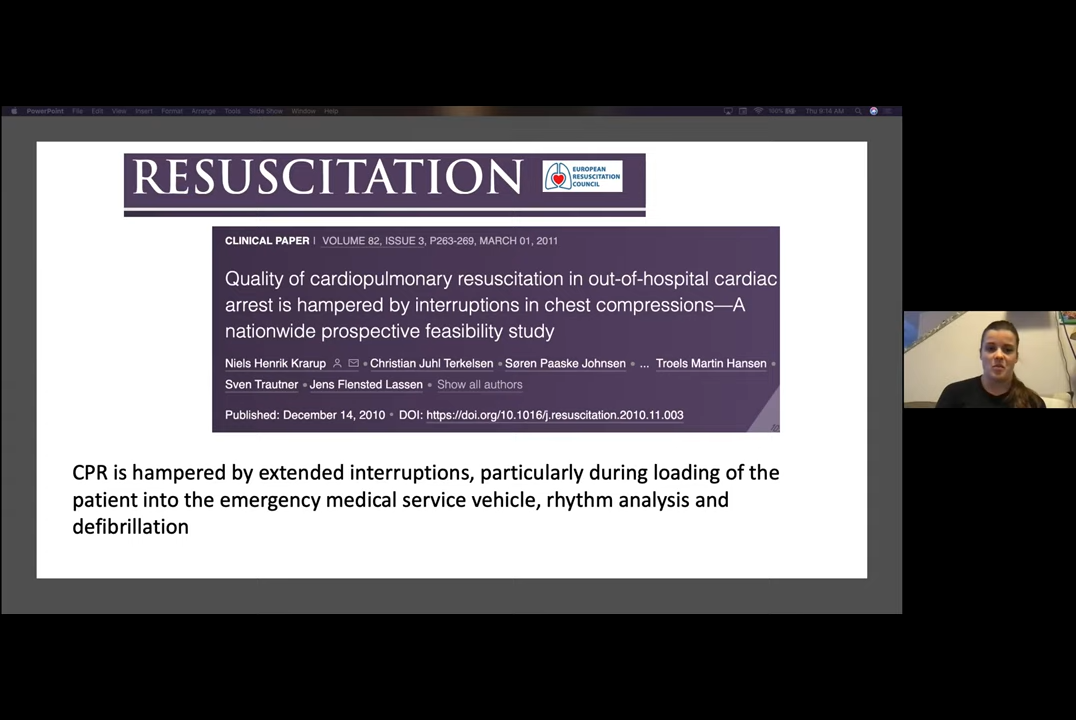 PowerPoint File Edit View Insert Format Arrange Tools Slide Show Window Help 100% Thu 9:14 AM
RESUSCITATION
EUROPEAN
RESUSCITATION
COUNCIL
CLINICAL PAPER | VOLUME 82, ISSUE 3, P263-269, MARCH 01, 2011
Quality of cardiopulmonary resuscitation in out-of-hospital cardiac
arrest is hampered by interruptions in chest compressions—A
nationwide prospective feasibility study
Niels Henrik Krarup • Christian Juhl Terkelsen • Søren Paaske Johnsen • ... Troels Martin Hansen •
Sven Trautner • Jens Flensted Lassen • Show all authors
Published: December 14, 2010 • DOI: https://doi.org/10.1016/j.resuscitation.2010.11.003
CPR is hampered by extended interruptions, particularly during loading of the
patient into the emergency medical service vehicle, rhythm analysis and
defibrillation